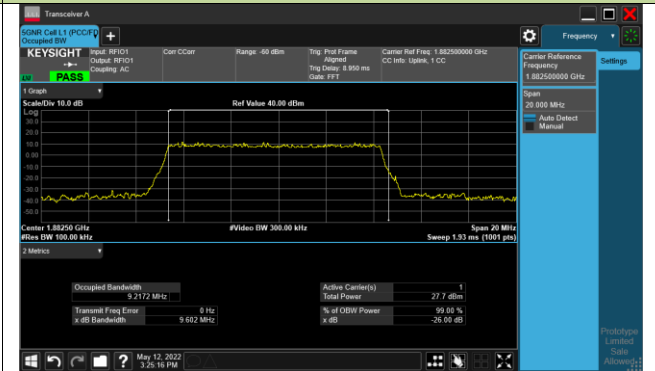 Transceiver A
5GNR Cell L1 (PCC/F
Occupied BW
Frequency
KEYSIGHT
PASS
Input: RFIO1
Output: RFIO1
Coupling: AC
Corr CCorr
Range -60 dBm
Trig: Prot Frame
Aligned
Trig Delay: 8.950 ms
Gate: FFT
Carrier Ref Freq: 1.882500000 GHz
CC Info: Uplink, 1 CC
Carrier Reference
Frequency
1.882500000 GHz
Settings
Span
20.000 MHz
Auto Detect
Manual
1 Graph
Scale/Div 10.0 dB
Ref Value 40.00 dBm
Log
30.0
20.0
10.0
0.00
-10.0
-20.0
-30.0
-40.0
-50.0
Center 1.88250 GHz
#Video BW 300.00 kHz
Span 20 MHz
#Res BW 100.00 kHz
Sweep 1.93 ms (1001 pts)
2 Metrics
Occupied Bandwidth
9.2172 MHz
Active Carrier(s) 1
Total Power 27.7 dBm
Transmit Freq Error 0 Hz
x dB Bandwidth 9.602 MHz
% of OBW Power 99.00 %
x dB -26.00 dB
Prototype
Limited
Sale
Allowed
May 12, 2022
3:25:16 PM